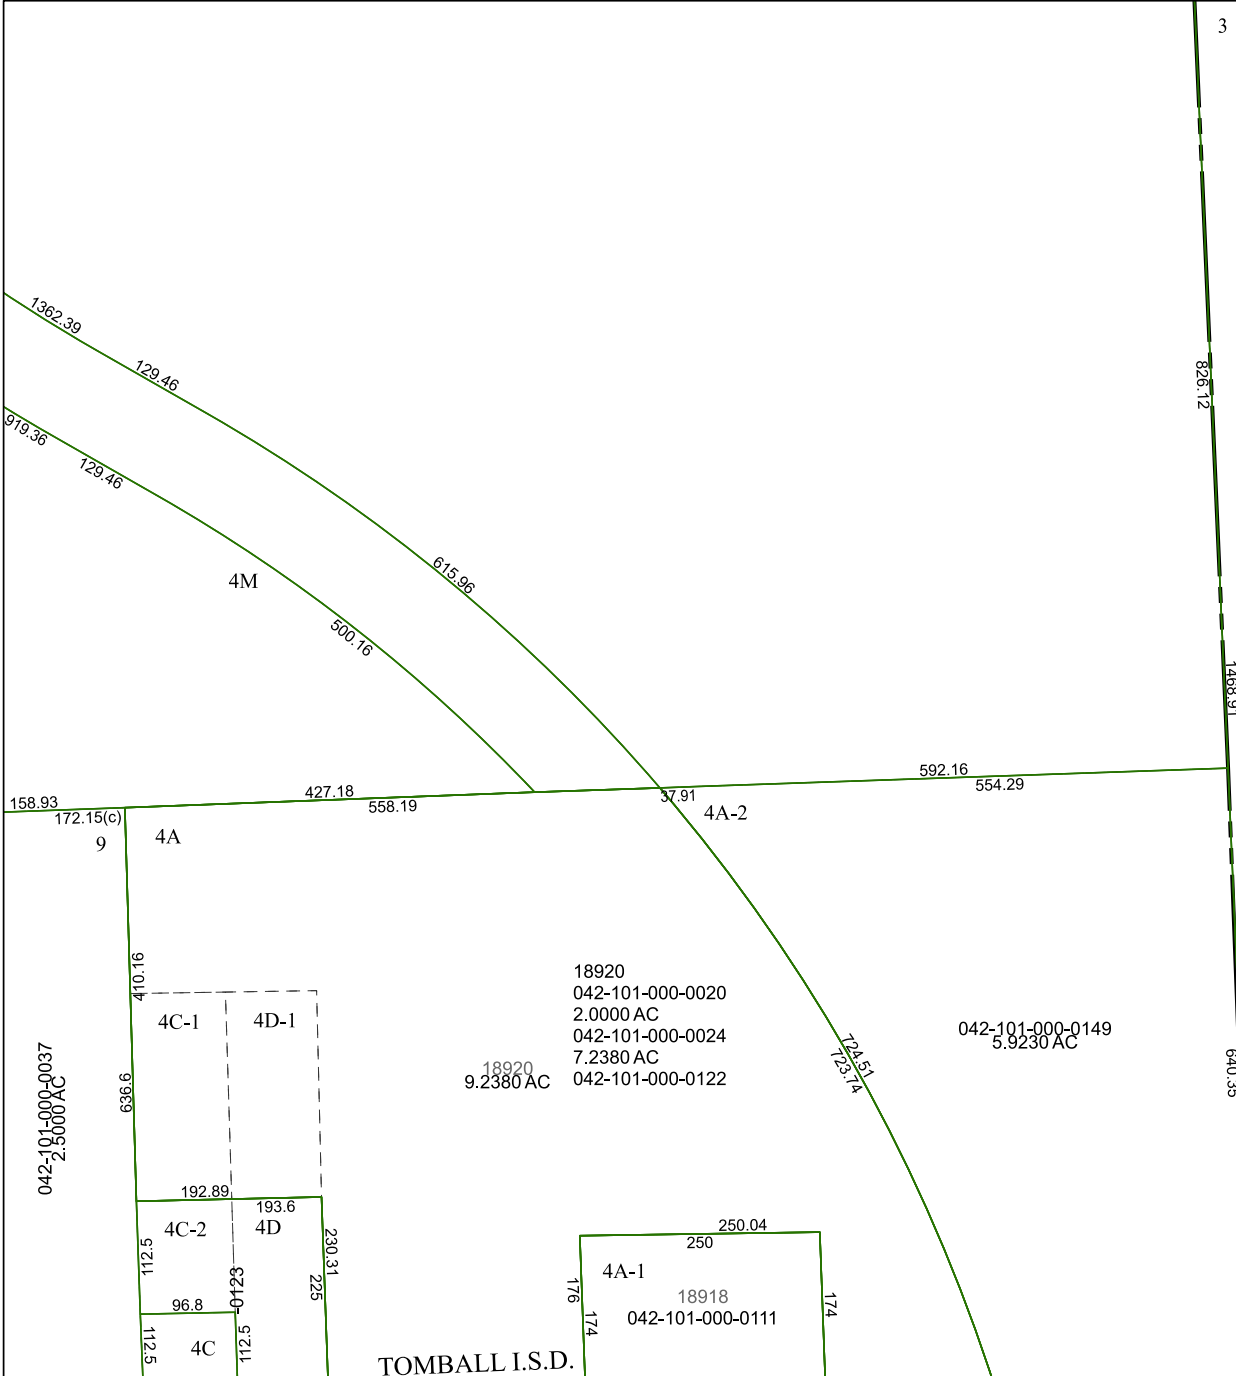 3
1362.39
129.46
826.12
919.36
129.46
615.96
4M
500.16
1468.91
592.16
554.29
427.18
558.19
37.91
158.93
172.15(c)
9
4A
4A-2
410.16
4C-1
4D-1
18920
042-101-000-0020
2.0000 AC
042-101-000-0024
7.2380 AC
042-101-000-0122
18920
9.2380 AC
724.51
723.74
042-101-000-0149
5.9230 AC
640.35
042-101-000-0037
2.5000 AC
636.6
192.89
193.6
4C-2
4D
112.5
230.31
225
-0123
96.8
112.5
4C
112.5
250.04
250
4A-1
176
174
174
18918
042-101-000-0111
TOMBALL I.S.D.